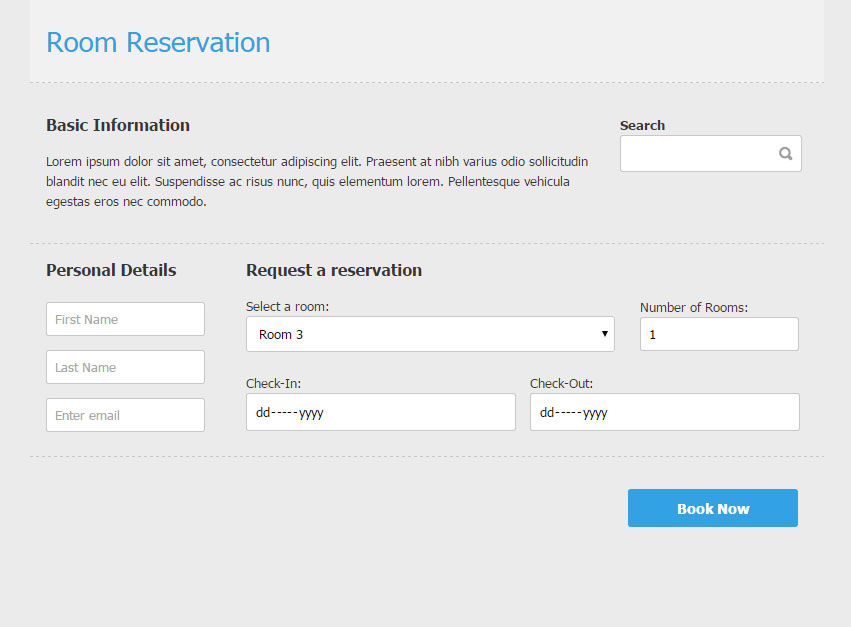 Room Reservation
Basic Information
Search
Lorem ipsum dolor sit amet, consectetur adipiscing elit. Praesent at nibh varius odio sollicitudin
blandit nec eu elit. Suspendisse ac risus nunc, quis elementum lorem. Pellentesque vehicula
egestas eros nec commodo.
Personal Details
First Name
Last Name
Enter email
Request a reservation
Select a room:
Room 3
Number of Rooms:
1
Check-In:
dd-----yyyy
Check-Out:
dd-----yyyy
Book Now